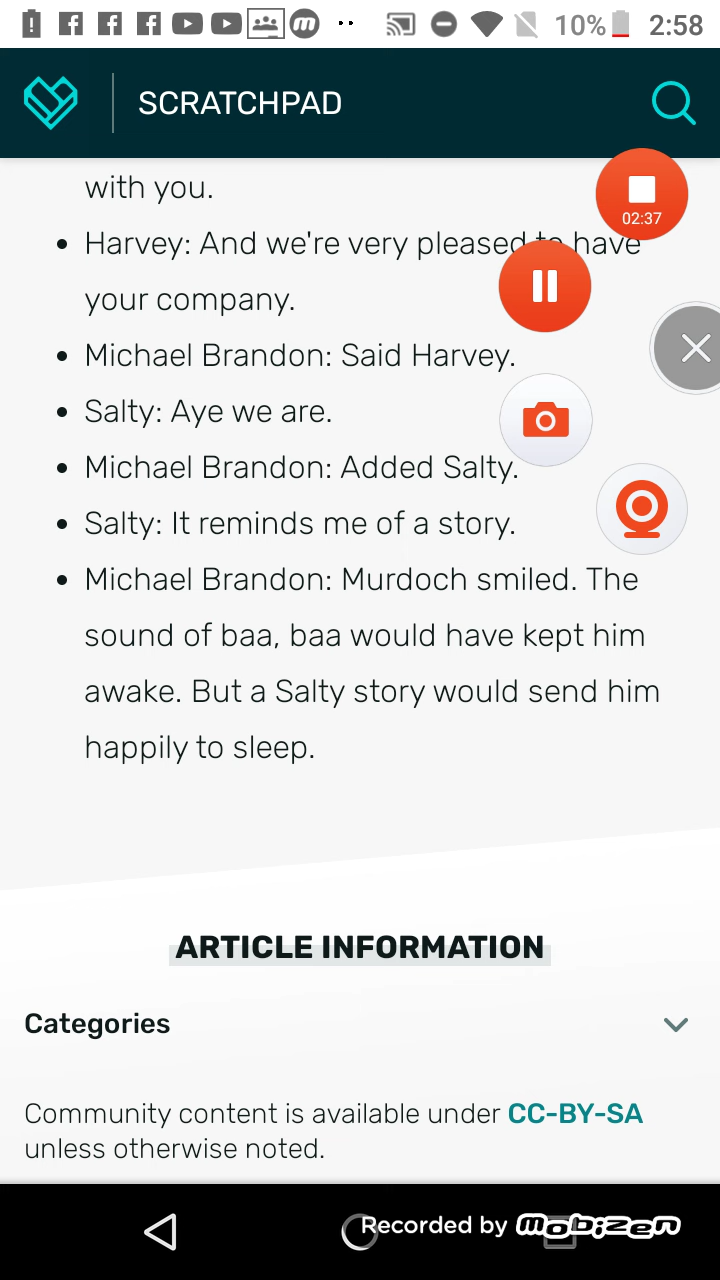 10% 2:58
SCRATCHPAD
with you.
02:37
• Harvey: And we're very pleased to have
your company.
• Michael Brandon: Said Harvey.
• Salty: Aye we are.
• Michael Brandon: Added Salty.
• Salty: It reminds me of a story.
• Michael Brandon: Murdoch smiled. The
sound of baa, baa would have kept him
awake. But a Salty story would send him
happily to sleep.
ARTICLE INFORMATION
Categories
Community content is available under CC-BY-SA
unless otherwise noted.
Recorded by mobizen